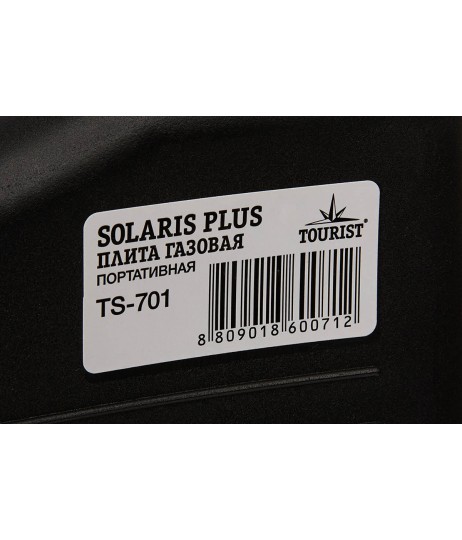 SOLARIS PLUS
ПЛИТА ГАЗОВАЯ
ПОРТАТИВНАЯ
TS-701
TOURIST®
8 809018 600712